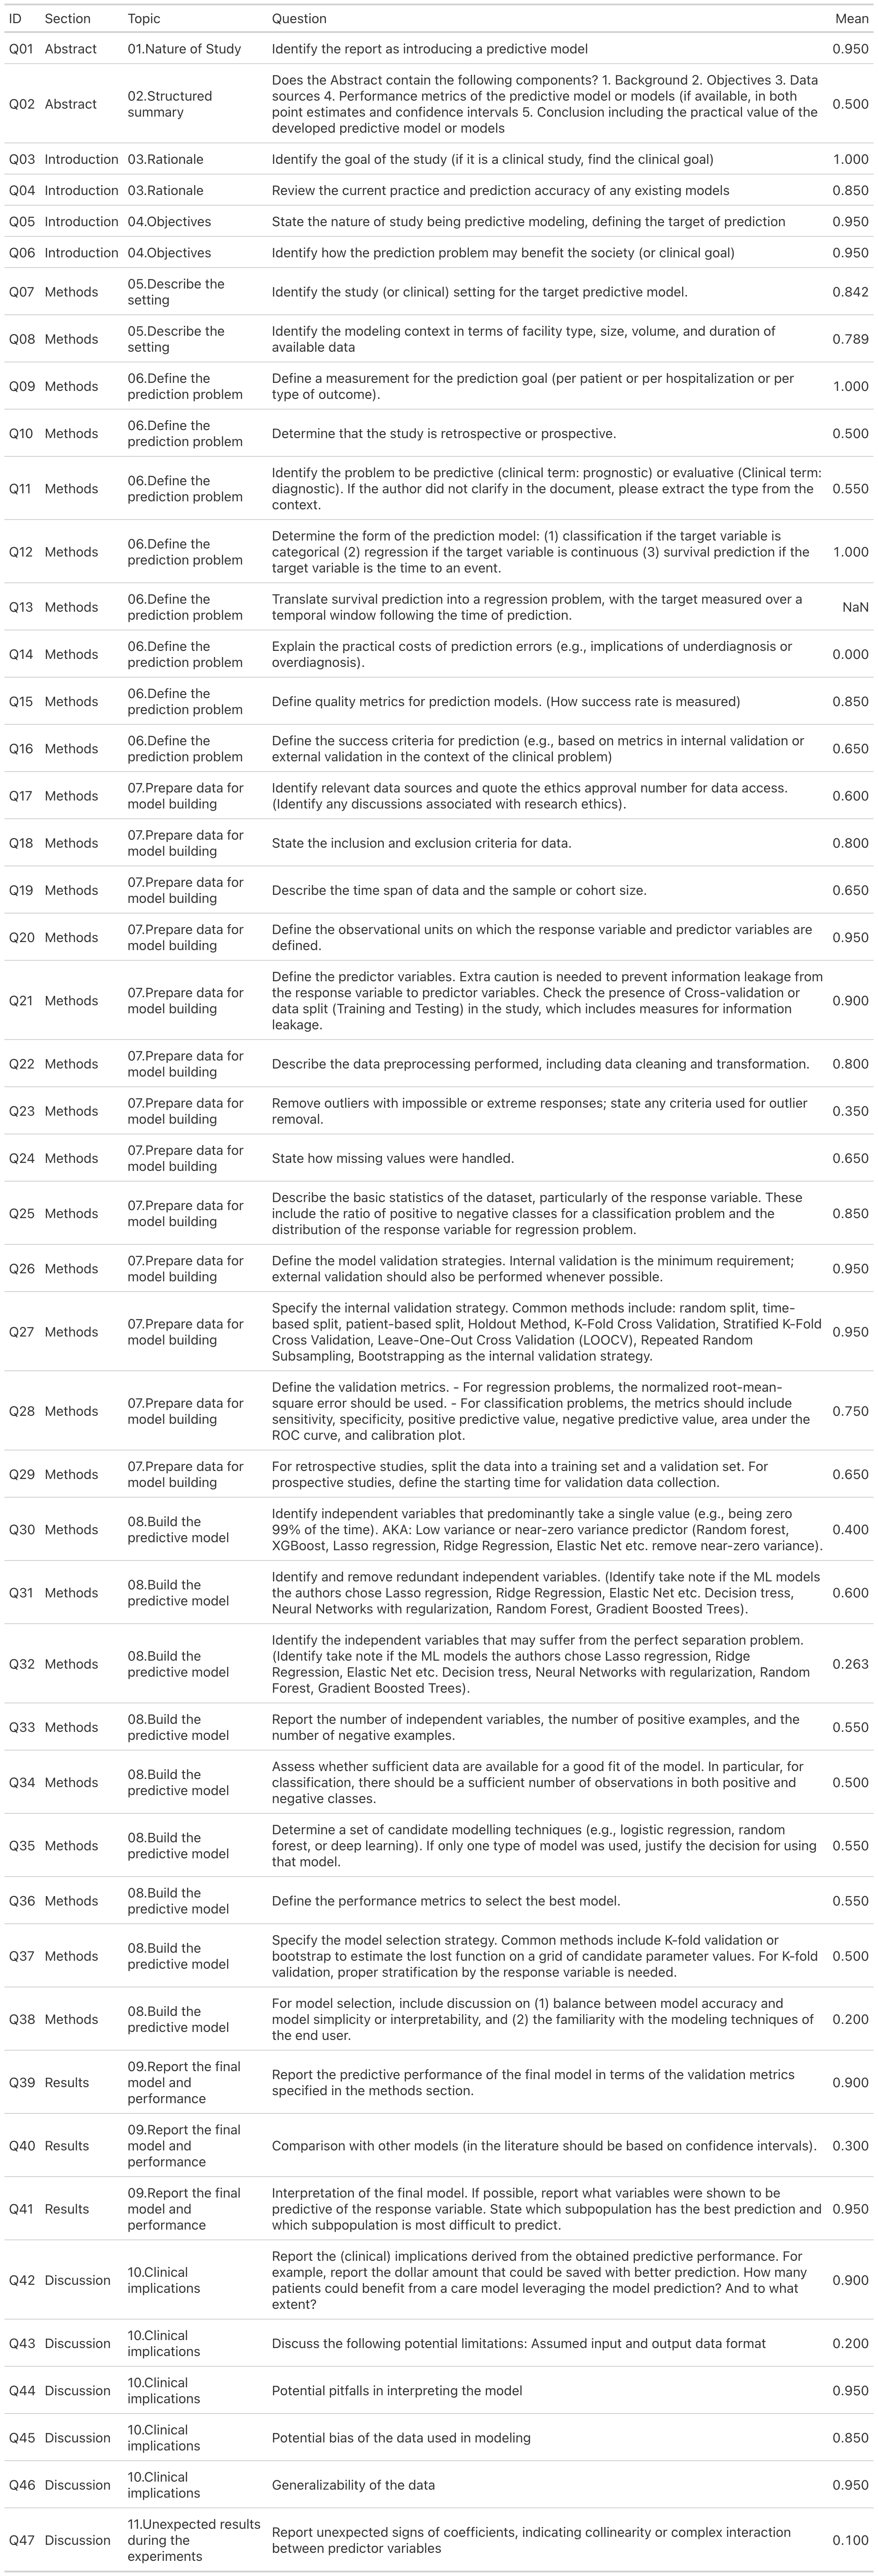 ID Section Topic Question Mean
Q01 Abstract 01.Nature of Study Identify the report as introducing a predictive model 0.950
Does the Abstract contain the following components? 1. Background 2. Objectives 3. Data
02.Structured sources 4. Performance metrics of the predictive model or models (if available, in both
Q02 Abstract 0.500
summary point estimates and confidence intervals 5. Conclusion including the practical value of the
developed predictive model or models
Q03 Introduction 03.Rationale Identify the goal of the study (if it is a clinical study, find the clinical goal) 1.000
Q04 Introduction 03.Rationale Review the current practice and prediction accuracy of any existing models 0.850
Q05 Introduction 04.Objectives State the nature of study being predictive modeling, defining the target of prediction 0.950
Q06 Introduction 04.Objectives Identify how the prediction problem may benefit the society (or clinical goal) 0.950
05.Describe the
Q07 Methods Identify the study (or clinical) setting for the target predictive model. 0.842
setting
05.Describe the Identify the modeling context in terms of facility type, size, volume, and duration of
Q08 Methods 0.789
setting available data
06.Define the Define a measurement for the prediction goal (per patient or per hospitalization or per
Q09 Methods 1.000
prediction problem type of outcome).
06.Define the
Q10 Methods Determine that the study is retrospective or prospective. 0.500
prediction problem
Identify the problem to be predictive (clinical term: prognostic) or evaluative (Clinical term:
06.Define the
Q11 Methods diagnostic). If the author did not clarify in the document, please extract the type from the 0.550
prediction problem
context.
Determine the form of the prediction model: (1) classification if the target variable is
06.Define the
Q12 Methods categorical (2) regression if the target variable is continuous (3) survival prediction if the 1.000
prediction problem
target variable is the time to an event.
06.Define the Translate survival prediction into a regression problem, with the target measured over a
Q13 Methods NaN
prediction problem temporal window following the time of prediction.
06.Define the Explain the practical costs of prediction errors (e.g., implications of underdiagnosis or
Q14 Methods 0.000
prediction problem overdiagnosis).
06.Define the
Q15 Methods Define quality metrics for prediction models. (How success rate is measured) 0.850
prediction problem
06.Define the Define the success criteria for prediction (e.g., based on metrics in internal validation or
Q16 Methods 0.650
prediction problem external validation in the context of the clinical problem)
07.Prepare data for Identify relevant data sources and quote the ethics approval number for data access.
Q17 Methods 0.600
model building (Identify any discussions associated with research ethics).
07.Prepare data for
Q18 Methods State the inclusion and exclusion criteria for data. 0.800
model building
07.Prepare data for
Q19 Methods Describe the time span of data and the sample or cohort size. 0.650
model building
07.Prepare data for Define the observational units on which the response variable and predictor variables are
Q20 Methods 0.950
model building defined.
Define the predictor variables. Extra caution is needed to prevent information leakage from
07.Prepare data for the response variable to predictor variables. Check the presence of Cross-validation or
Q21 Methods 0.900
model building data split (Training and Testing) in the study, which includes measures for information
leakage.
07.Prepare data for
Q22 Methods Describe the data preprocessing performed, including data cleaning and transformation. 0.800
model building
07.Prepare data for Remove outliers with impossible or extreme responses; state any criteria used for outlier
Q23 Methods 0.350
model building removal.
07.Prepare data for
Q24 Methods State how missing values were handled. 0.650
model building
Describe the basic statistics of the dataset, particularly of the response variable. These
07.Prepare data for
Q25 Methods include the ratio of positive to negative classes for a classification problem and the 0.850
model building
distribution of the response variable for regression problem.
07.Prepare data for Define the model validation strategies. Internal validation is the minimum requirement;
Q26 Methods 0.950
model building external validation should also be performed whenever possible.
Specify the internal validation strategy. Common methods include: random split, time-
07.Prepare data for based split, patient-based split, Holdout Method, K-Fold Cross Validation, Stratified K-Fold
Q27 Methods 0.950
model building Cross Validation, Leave-One-Out Cross Validation (LOOCV), Repeated Random
Subsampling, Bootstrapping as the internal validation strategy.
Define the validation metrics. - For regression problems, the normalized root-mean-
07.Prepare data for square error should be used. - For classification problems, the metrics should include
Q28 Methods 0.750
model building sensitivity, specificity, positive predictive value, negative predictive value, area under the
ROC curve, and calibration plot.
07.Prepare data for For retrospective studies, split the data into a training set and a validation set. For
Q29 Methods 0.650
model building prospective studies, define the starting time for validation data collection.
Identify independent variables that predominantly take a single value (e.g., being zero
08.Build the
Q30 Methods 99% of the time). AKA: Low variance or near-zero variance predictor (Random forest, 0.400
predictive model
XGBoost, Lasso regression, Ridge Regression, Elastic Net etc. remove near-zero variance).
Identify and remove redundant independent variables. (Identify take note if the ML models
08.Build the
Q31 Methods the authors chose Lasso regression, Ridge Regression, Elastic Net etc. Decision tress, 0.600
predictive model
Neural Networks with regularization, Random Forest, Gradient Boosted Trees).
Identify the independent variables that may suffer from the perfect separation problem.
08.Build the (Identify take note if the ML models the authors chose Lasso regression, Ridge
Q32 Methods 0.263
predictive model Regression, Elastic Net etc. Decision tress, Neural Networks with regularization, Random
Forest, Gradient Boosted Trees).
08.Build the Report the number of independent variables, the number of positive examples, and the
Q33 Methods 0.550
predictive model number of negative examples.
Assess whether sufficient data are available for a good fit of the model. In particular, for
08.Build the
Q34 Methods classification, there should be a sufficient number of observations in both positive and 0.500
predictive model
negative classes.
Determine a set of candidate modelling techniques (e.g., logistic regression, random
08.Build the
Q35 Methods forest, or deep learning). If only one type of model was used, justify the decision for using 0.550
predictive model
that model.
08.Build the
Q36 Methods Define the performance metrics to select the best model. 0.550
predictive model
Specify the model selection strategy. Common methods include K-fold validation or
08.Build the
Q37 Methods bootstrap to estimate the lost function on a grid of candidate parameter values. For K-fold 0.500
predictive model
validation, proper stratification by the response variable is needed.
For model selection, include discussion on (1) balance between model accuracy and
08.Build the
Q38 Methods model simplicity or interpretability, and (2) the familiarity with the modeling techniques of 0.200
predictive model
the end user.
09.Report the final
Report the predictive performance of the final model in terms of the validation metrics
Q39 Results model and 0.900
specified in the methods section.
performance
09.Report the final
Q40 Results model and Comparison with other models (in the literature should be based on confidence intervals). 0.300
performance
09.Report the final Interpretation of the final model. If possible, report what variables were shown to be
Q41 Results model and predictive of the response variable. State which subpopulation has the best prediction and 0.950
performance which subpopulation is most difficult to predict.
Report the (clinical) implications derived from the obtained predictive performance. For
10.Clinical example, report the dollar amount that could be saved with better prediction. How many
Q42 Discussion 0.900
implications patients could benefit from a care model leveraging the model prediction? And to what
extent?
10.Clinical
Q43 Discussion Discuss the following potential limitations: Assumed input and output data format 0.200
implications
10.Clinical
Q44 Discussion Potential pitfalls in interpreting the model 0.950
implications
10.Clinical
Q45 Discussion Potential bias of the data used in modeling 0.850
implications
10.Clinical
Q46 Discussion Generalizability of the data 0.950
implications
11.Unexpected results
Report unexpected signs of coefficients, indicating collinearity or complex interaction
Q47 Discussion during the 0.100
between predictor variables
experiments